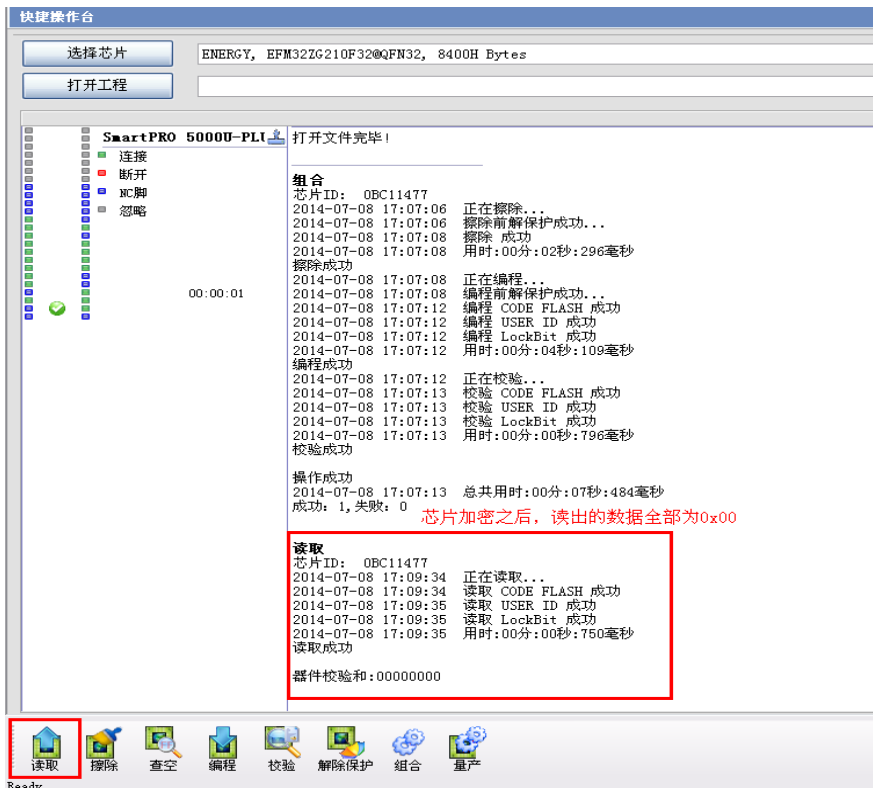 快捷操作台
选择芯片
ENERGY, EFM32ZG210F32@QFN32, 8400H Bytes
打开工程
SmartPRO 5000U-PLU
连接
断开
NC脚
忽略
00:00:01
打开文件完毕!
组合
芯片ID: 0BC11477
2014-07-08 17:07:06 正在擦除...
2014-07-08 17:07:06 擦除前解保护成功...
2014-07-08 17:07:08 擦除 成功
2014-07-08 17:07:08 用时:00分:02秒:296毫秒
擦除成功
2014-07-08 17:07:08 正在编程...
2014-07-08 17:07:08 编程前解保护成功...
2014-07-08 17:07:12 编程 CODE FLASH 成功
2014-07-08 17:07:12 编程 USER ID 成功
2014-07-08 17:07:12 编程 LockBit 成功
2014-07-08 17:07:12 用时:00分:04秒:109毫秒
编程成功
2014-07-08 17:07:12 正在校验...
2014-07-08 17:07:13 校验 CODE FLASH 成功
2014-07-08 17:07:13 校验 USER ID 成功
2014-07-08 17:07:13 校验 LockBit 成功
2014-07-08 17:07:13 用时:00分:00秒:796毫秒
校验成功
操作成功
2014-07-08 17:07:13 总共用时:00分:07秒:484毫秒
成功: 1,失败: 0
芯片加密之后，读出的数据全部为0x00
读取
芯片ID: 0BC11477
2014-07-08 17:09:34 正在读取...
2014-07-08 17:09:34 读取 CODE FLASH 成功
2014-07-08 17:09:35 读取 USER ID 成功
2014-07-08 17:09:35 读取 LockBit 成功
2014-07-08 17:09:35 用时:00分:00秒:750毫秒
读取成功
器件校验和:00000000
读取 擦除 查空 编程 校验 解除保护 组合 量产
Ready